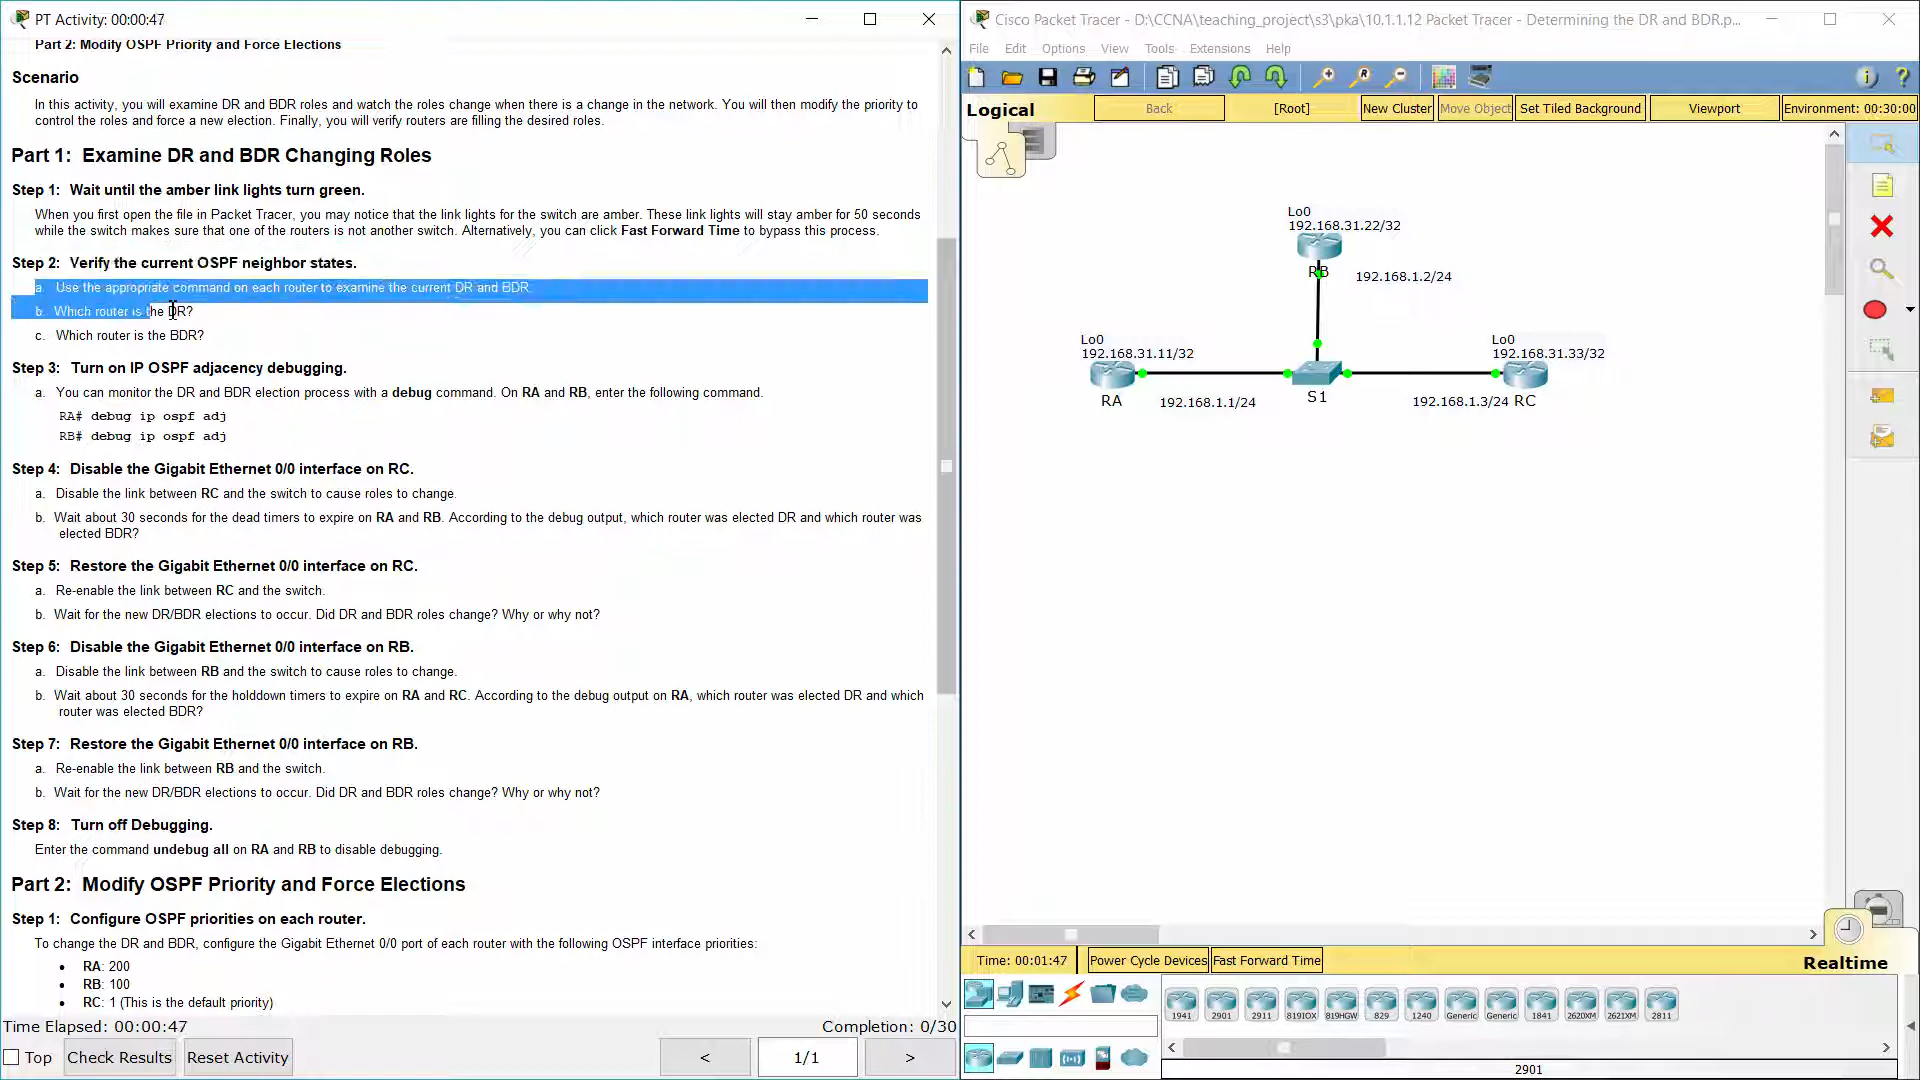 PT Activity: 00:00:47
Part 2: Modify OSPF Priority and Force Elections
Scenario
In this activity, you will examine DR and BDR roles and watch the roles change when there is a change in the network. You will then modify the priority to
control the roles and force a new election. Finally, you will verify routers are filling the desired roles.
Part 1: Examine DR and BDR Changing Roles
Step 1: Wait until the amber link lights turn green.
When you first open the file in Packet Tracer, you may notice that the link lights for the switch are amber. These link lights will stay amber for 50 seconds
while the switch makes sure that one of the routers is not another switch. Alternatively, you can click Fast Forward Time to bypass this process.
Step 2: Verify the current OSPF neighbor states.
a. Use the appropriate command on each router to examine the current DR and BDR.
b. Which router is the DR?
c. Which router is the BDR?
Step 3: Turn on IP OSPF adjacency debugging.
a. You can monitor the DR and BDR election process with a debug command. On RA and RB, enter the following command.
RA# debug ip ospf adj
RB# debug ip ospf adj
Step 4: Disable the Gigabit Ethernet 0/0 interface on RC.
a. Disable the link between RC and the switch to cause roles to change.
b. Wait about 30 seconds for the dead timers to expire on RA and RB. According to the debug output, which router was elected DR and which router was
elected BDR?
Step 5: Restore the Gigabit Ethernet 0/0 interface on RC.
a. Re-enable the link between RC and the switch.
b. Wait for the new DR/BDR elections to occur. Did DR and BDR roles change? Why or why not?
Step 6: Disable the Gigabit Ethernet 0/0 interface on RB.
a. Disable the link between RB and the switch to cause roles to change.
b. Wait about 30 seconds for the holddown timers to expire on RA and RC. According to the debug output on RA, which router was elected DR and which
router was elected BDR?
Step 7: Restore the Gigabit Ethernet 0/0 interface on RB.
a. Re-enable the link between RB and the switch.
b. Wait for the new DR/BDR elections to occur. Did DR and BDR roles change? Why or why not?
Step 8: Turn off Debugging.
Enter the command undebug all on RA and RB to disable debugging.
Part 2: Modify OSPF Priority and Force Elections
Step 1: Configure OSPF priorities on each router.
To change the DR and BDR, configure the Gigabit Ethernet 0/0 port of each router with the following OSPF interface priorities:
• RA: 200
• RB: 100
• RC: 1 (This is the default priority)
Time Elapsed: 00:00:47
Completion: 0/30
Top
Check Results
Reset Activity
<
1/1
>
Cisco Packet Tracer - D:\CCNA\teaching_project\s3\pka\10.1.1.12 Packet Tracer - Determining the DR and BDR.p...
File Edit Options View Tools Extensions Help
Logical
Back
[Root]
New Cluster
Move Object
Set Tiled Background
Viewport
Environment: 00:30:00
Lo0
192.168.31.22/32
RB
192.168.1.2/24
Lo0
192.168.31.11/32
RA
192.168.1.1/24
S1
Lo0
192.168.31.33/32
192.168.1.3/24
RC
Time: 00:01:47
Power Cycle Devices
Fast Forward Time
Realtime
1941
2901
2911
819IOX
819HGW
829
1240
Generic
Generic
1841
2620XM
2621XM
2811
2901